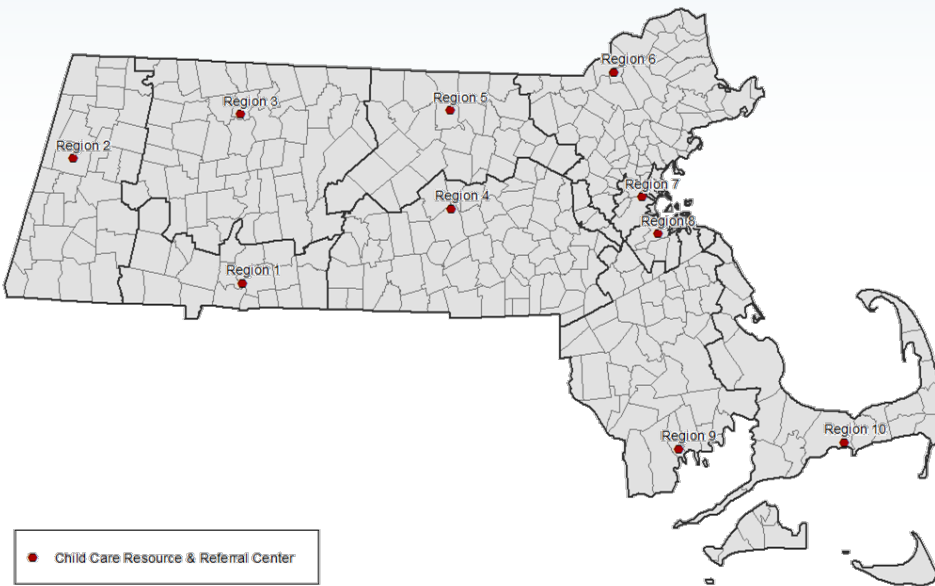 Region 6
Region 3
Region 5
Region 2
Region 7
Region 4
Region 8
Region 1
Region 9
Region 10
Child Care Resource & Referral Center